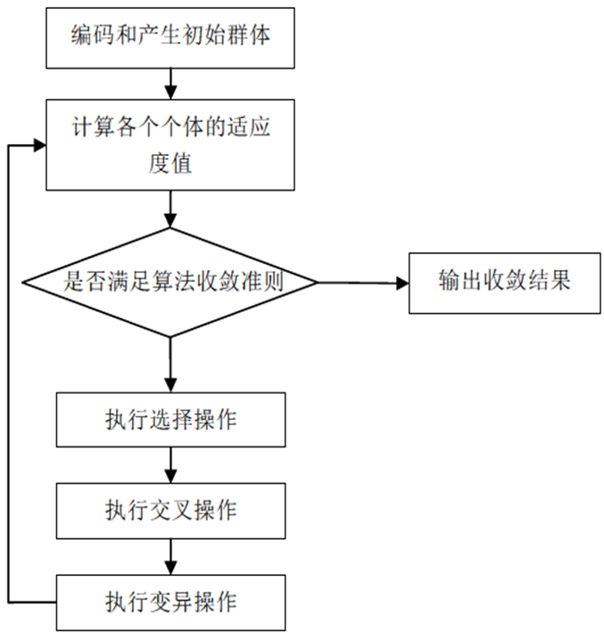 编码和产生初始群体
计算各个个体的适应
度值
是否满足算法收敛准则
输出收敛结果
执行选择操作
执行交叉操作
执行变异操作